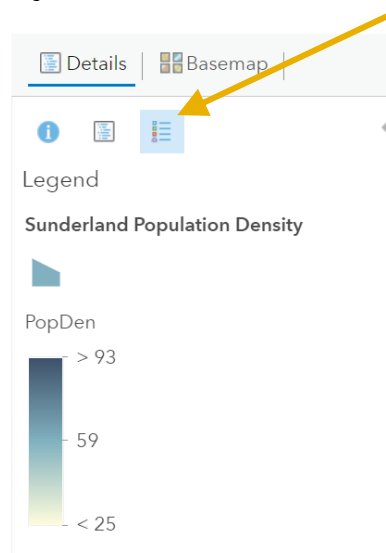 Details Basemap
Legend
Sunderland Population Density
PopDen
> 93
59
< 25